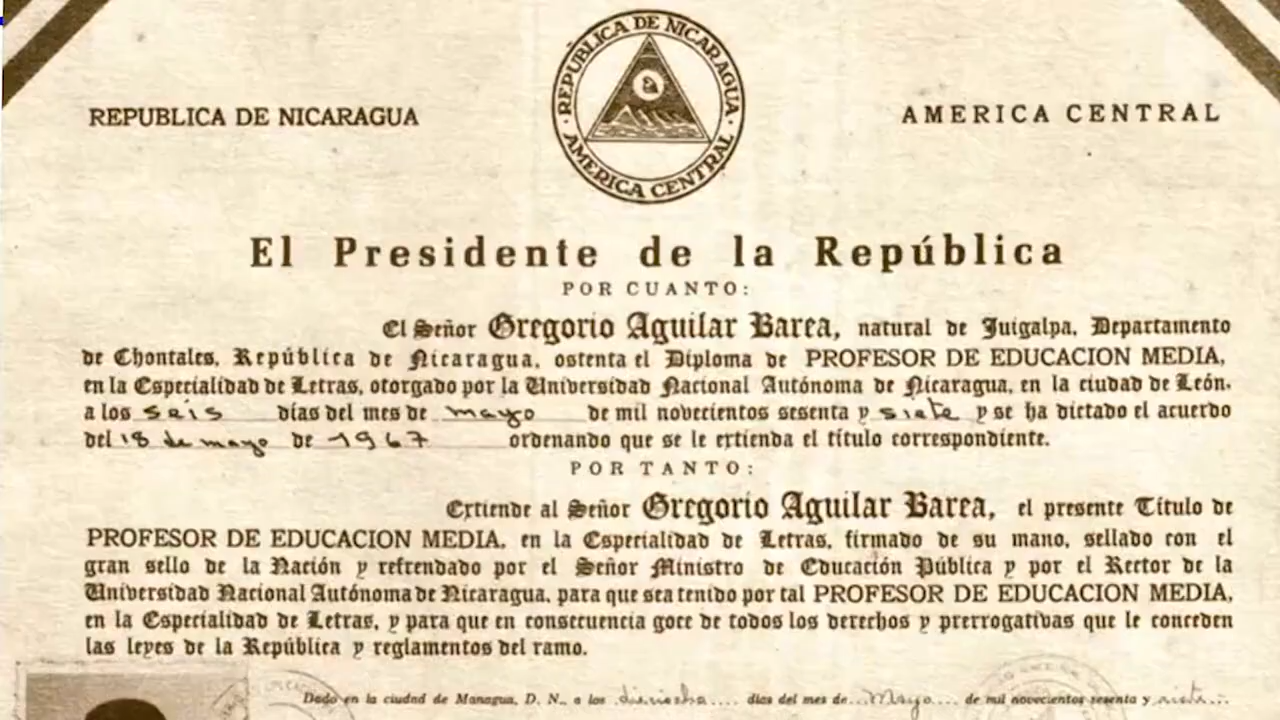 REPUBLICA DE NICARAGUA · AMERICA CENTRAL ·
REPUBLICA DE NICARAGUA
AMERICA CENTRAL
El Presidente de la República
POR CUANTO:
El Señor Gregorio Aguilar Barea, natural de Juigalpa, Departamento
de Chontales, República de Nicaragua, ostenta el Diploma de PROFESOR DE EDUCACION MEDIA,
en la Especialidad de Letras, otorgado por la Universidad Nacional Autónoma de Nicaragua, en la ciudad de León,
a los seis días del mes de mayo de mil novecientos sesenta y siete y se ha dictado el acuerdo
del 18 de mayo de 1967 ordenando que se le extienda el título correspondiente.
POR TANTO:
Extiende al Señor Gregorio Aguilar Barea, el presente Título de
PROFESOR DE EDUCACION MEDIA, en la Especialidad de Letras, firmado de su mano, sellado con el
gran sello de la Nación y refrendado por el Señor Ministro de Educación Pública y por el Rector de la
Universidad Nacional Autónoma de Nicaragua, para que sea tenido por tal PROFESOR DE EDUCACION MEDIA,
en la Especialidad de Letras, y para que en consecuencia goce de todos los derechos y prerrogativas que le conceden
las leyes de la República y reglamentos del ramo.
Dado en la ciudad de Managua, D. N., a los dieciocho.... días del mes de...Mayo.... de mil novecientos sesenta y siete...